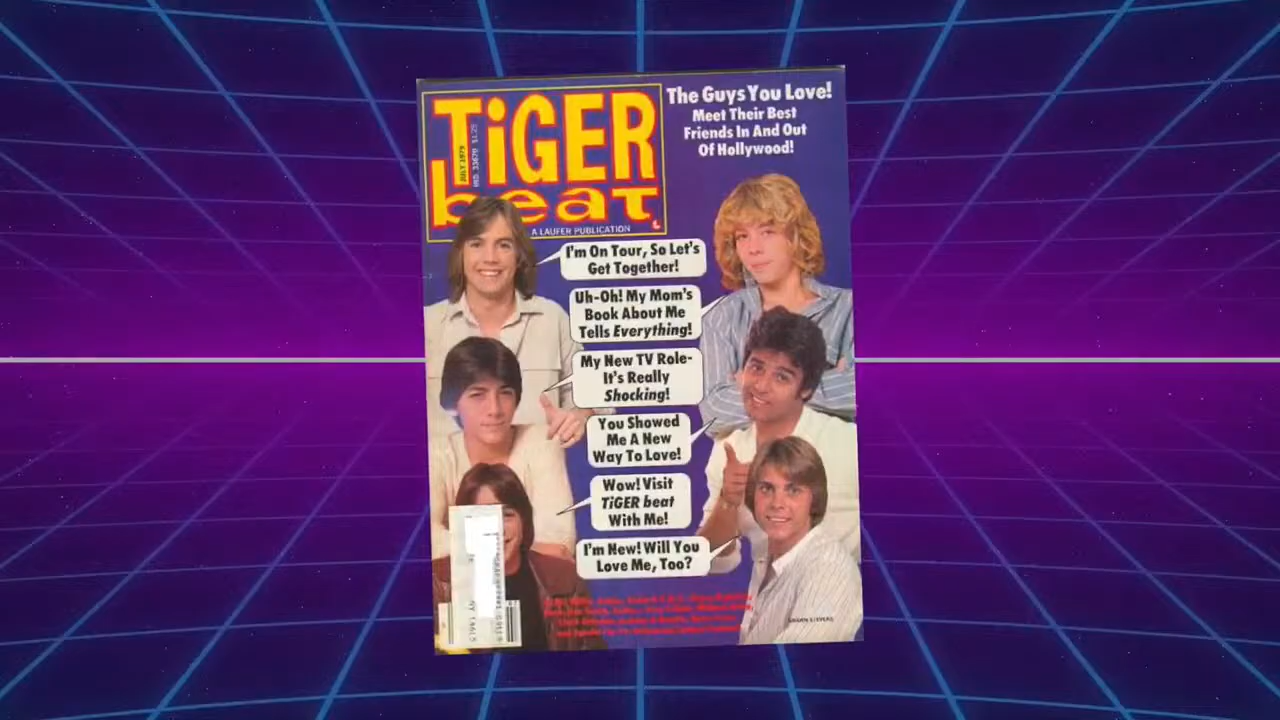 TiGER
beat
JULY 1979
A LAUFER PUBLICATION
The Guys You Love!
Meet Their Best
Friends In And Out
Of Hollywood!
I'm On Tour, So Let's
Get Together!
Uh-Oh! My Mom's
Book About Me
Tells Everything!
My New TV Role-
It's Really
Shocking!
You Showed
Me A New
Way To Love!
Wow! Visit
TiGER beat
With Me!
I'm New! Will You
Love Me, Too?